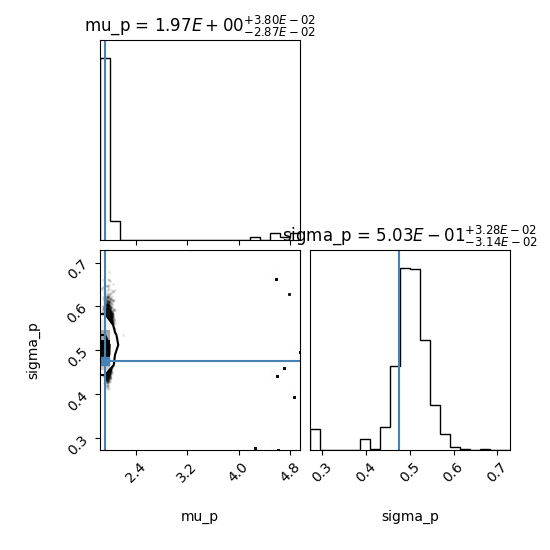 mu_p = 1.97E + 00 +3.80E − 02 −2.87E − 02
sigma_p = 5.03E − 01 +3.28E − 02 −3.14E − 02
0.7
0.6
0.5
0.4
0.3
sigma_p
2.4 3.2 4.0 4.8
0.3 0.4 0.5 0.6 0.7
mu_p
sigma_p